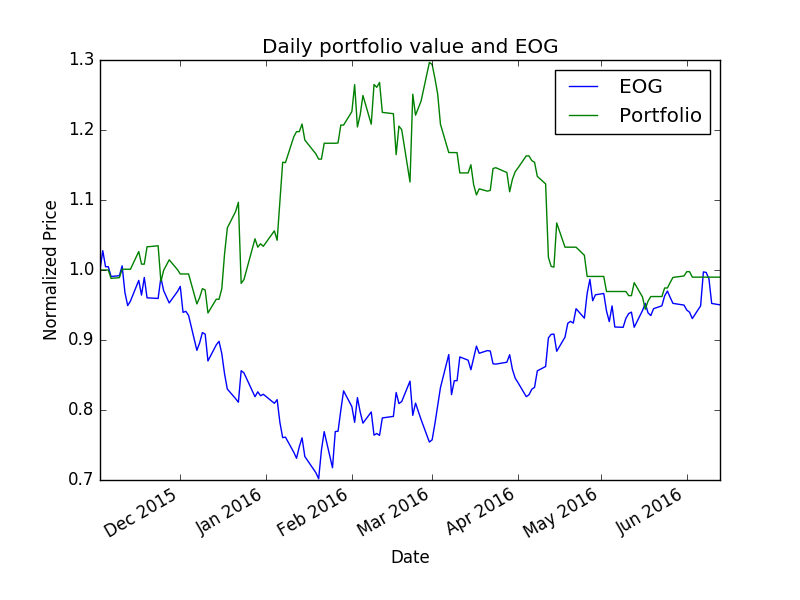 Daily portfolio value and EOG
EOG
Portfolio
Normalized Price
1.3
1.2
1.1
1.0
0.9
0.8
0.7
Dec 2015
Jan 2016
Feb 2016
Mar 2016
Apr 2016
May 2016
Jun 2016
Date